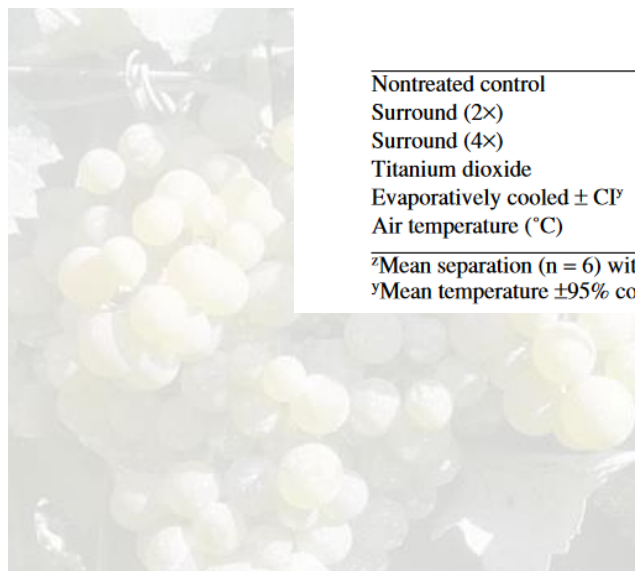 Nontreated control
Surround (2×)
Surround (4×)
Titanium dioxide
Evaporatively cooled ± CIʸ
Air temperature (˚C)
ᶻMean separation (n = 6) wit
ʸMean temperature ±95% co